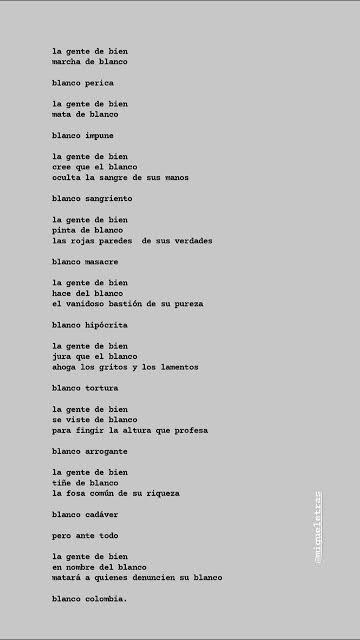 la gente de bien
marcha de blanco
blanco perica
la gente de bien
mata de blanco
blanco impune
la gente de bien
cree que el blanco
oculta la sangre de sus manos
blanco sangriento
la gente de bien
pinta de blanco
las rojas paredes  de sus verdades
blanco masacre
la gente de bien
hace del blanco
el vanidoso bastión de su pureza
blanco hipócrita
la gente de bien
jura que el blanco
ahoga los gritos y los lamentos
blanco tortura
la gente de bien
se viste de blanco
para fingir la altura que profesa
blanco arrogante
la gente de bien
tiñe de blanco
la fosa común de su riqueza
blanco cadáver
pero ante todo
la gente de bien
en nombre del blanco
matará a quienes denuncien su blanco
blanco colombia.
@migueletras